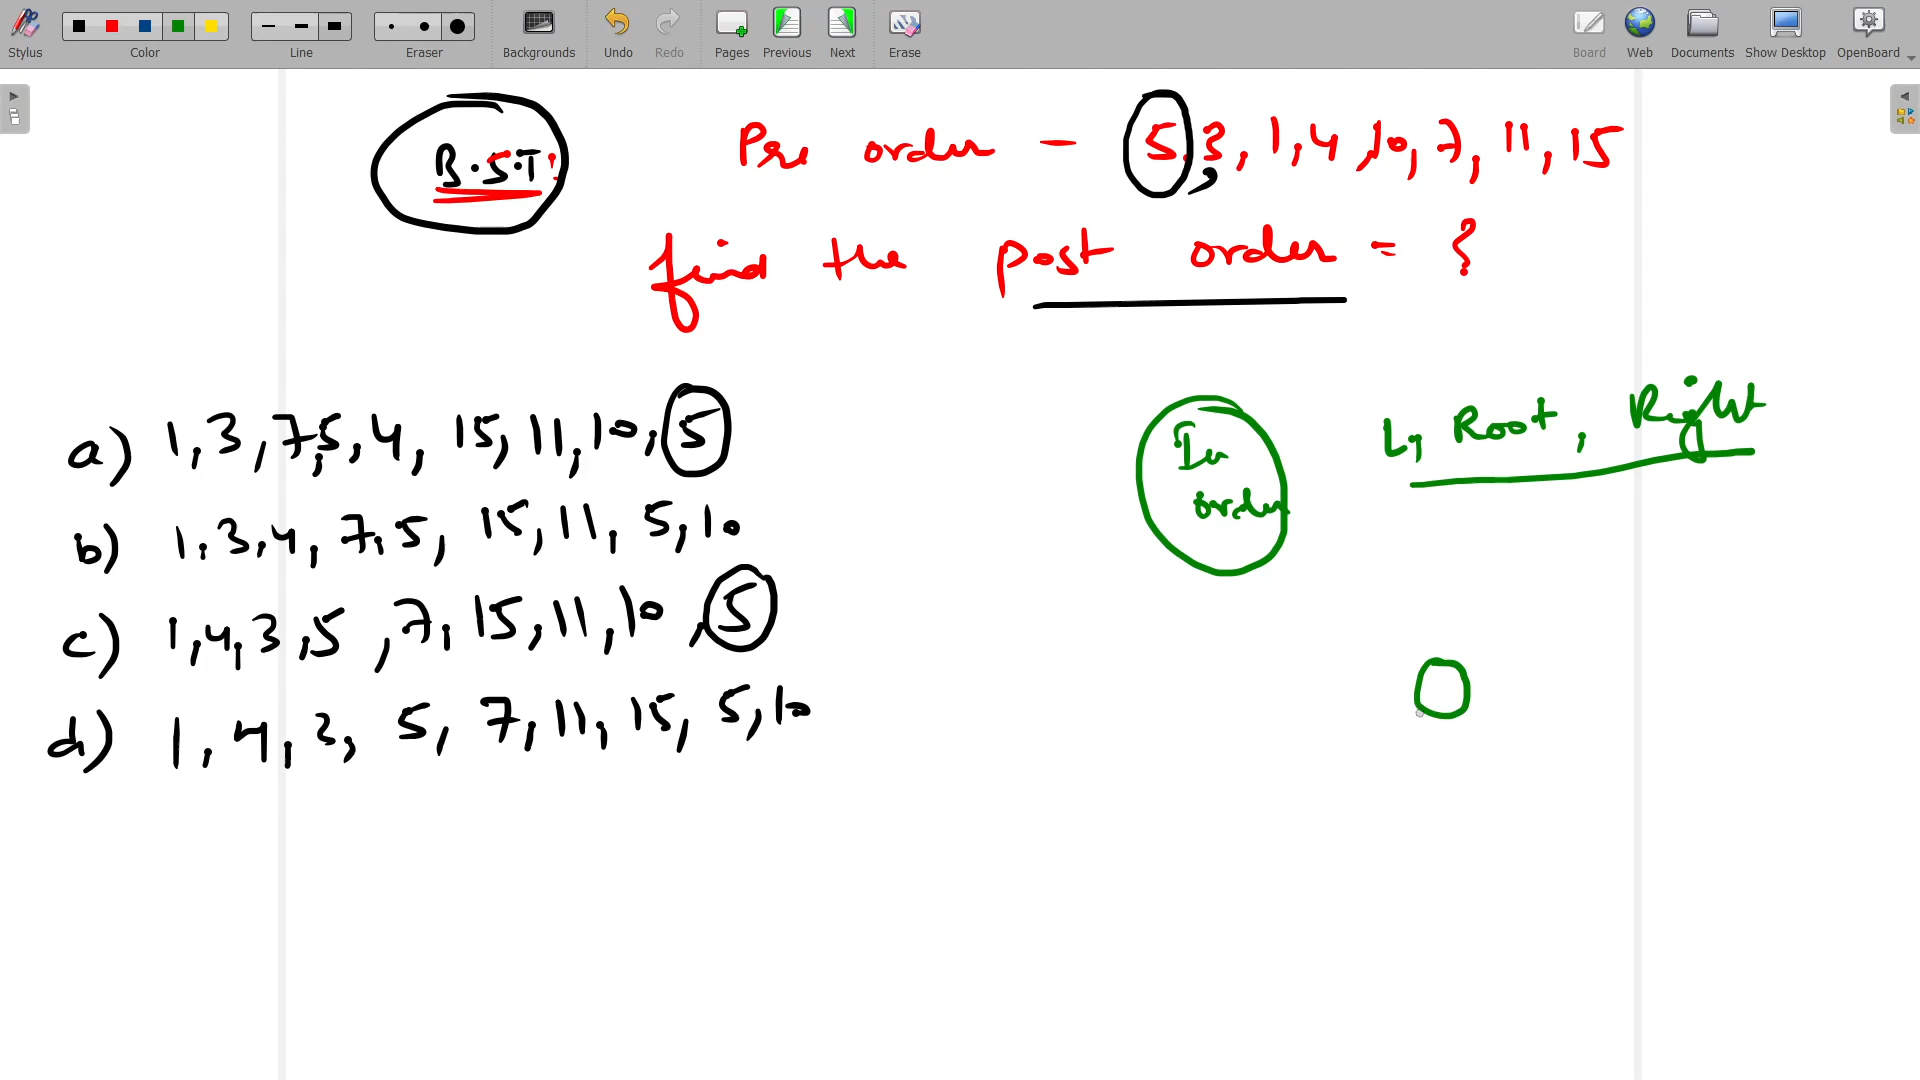 Stylus Color Line Eraser Backgrounds Undo Redo Pages Previous Next Erase Board Web Documents Show Desktop OpenBoard
B.S.T!
Pre order - 5, 3, 1, 4, 10, 7, 11, 15
find the post order = ?
a) 1, 3, 7, 5, 4, 15, 11, 10, 5
b) 1, 3, 4, 7, 5, 15, 11, 5, 10
c) 1, 4, 3, 5, 7, 15, 11, 10, 5
d) 1, 4, 3, 5, 7, 11, 15, 5, 10
In
order
L, Root, Right